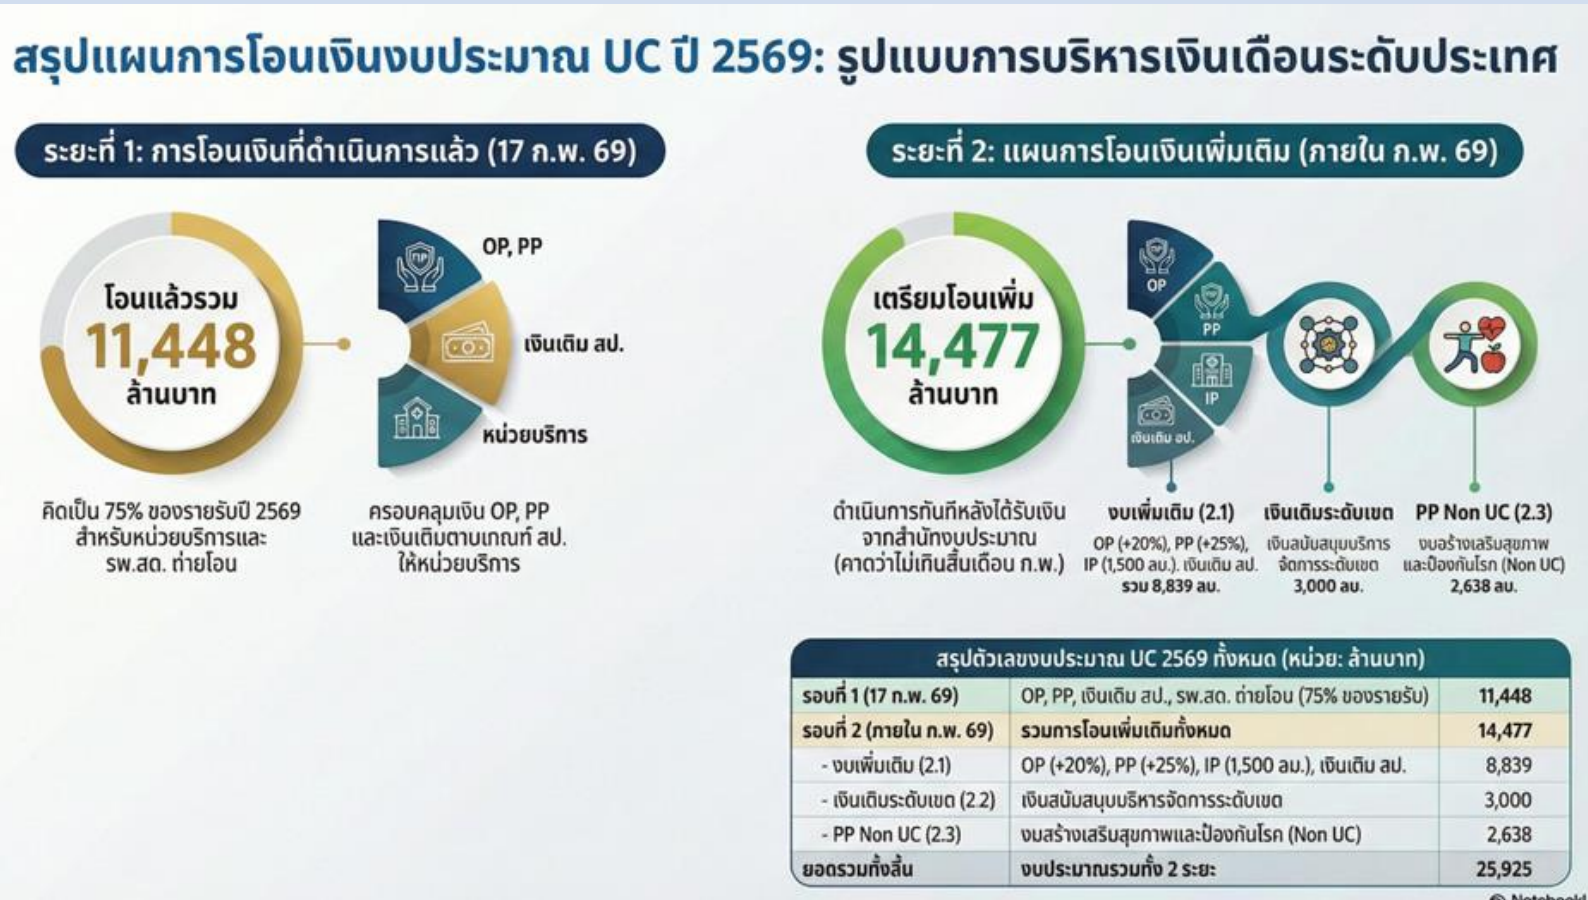 สรุปแผนการโอนเงินงบประมาณ UC ปี 2569: รูปแบบการบริหารเงินเดือนระดับประเทศ
ระยะที่ 1: การโอนเงินที่ดำเนินการแล้ว (17 ก.พ. 69)
โอนแล้วรวม
11,448
ล้านบาท
OP, PP
เงินเติม สป.
หน่วยบริการ
คิดเป็น 75% ของรายรับปี 2569
สำหรับหน่วยบริการและ
รพ.สต. ถ่ายโอน
ครอบคลุมเงิน OP, PP
และเงินเติมตามเกณฑ์ สป.
ให้หน่วยบริการ
ระยะที่ 2: แผนการโอนเงินเพิ่มเติม (ภายใน ก.พ. 69)
เตรียมโอนเพิ่ม
14,477
ล้านบาท
OP
PP
IP
เงินเติม
ดำเนินการทันทีหลังได้รับเงิน
จากสำนักงบประมาณ
(คาดว่าไม่เกินสิ้นเดือน ก.พ.)
งบเพิ่มเติม (2.1)
OP (+20%), PP (+25%),
IP (1,500 ลบ.). เงินเติม สป.
รวม 8,839 ลบ.
เงินเติมระดับเขต
เงินสนับสนุนบริการ
จัดการระดับเขต
3,000 ลบ.
PP Non UC (2.3)
งบอร้างเสริมสุขภาพ
และป้องกันโรค (Non UC)
2,638 ลบ.
สรุปตัวเลขงบประมาณ UC 2569 ทั้งหมด (หน่วย: ล้านบาท)
รอบที่ 1 (17 ก.พ. 69) OP, PP, เงินเติม สป., รพ.สต. ถ่ายโอน (75% ของรายรับ) 11,448
รอบที่ 2 (ภายใน ก.พ. 69) รวมการโอนเพิ่มเติมทั้งหมด 14,477
- งบเพิ่มเติม (2.1) OP (+20%), PP (+25%), IP (1,500 ลบ.), เงินเติม สป. 8,839
- เงินเติมระดับเขต (2.2) เงินสนับสนุนบริหารจัดการระดับเขต 3,000
- PP Non UC (2.3) งบสร้างเสริมสุขภาพและป้องกันโรค (Non UC) 2,638
ยอดรวมทั้งสิ้น งบประมาณรวมทั้ง 2 ระยะ 25,925